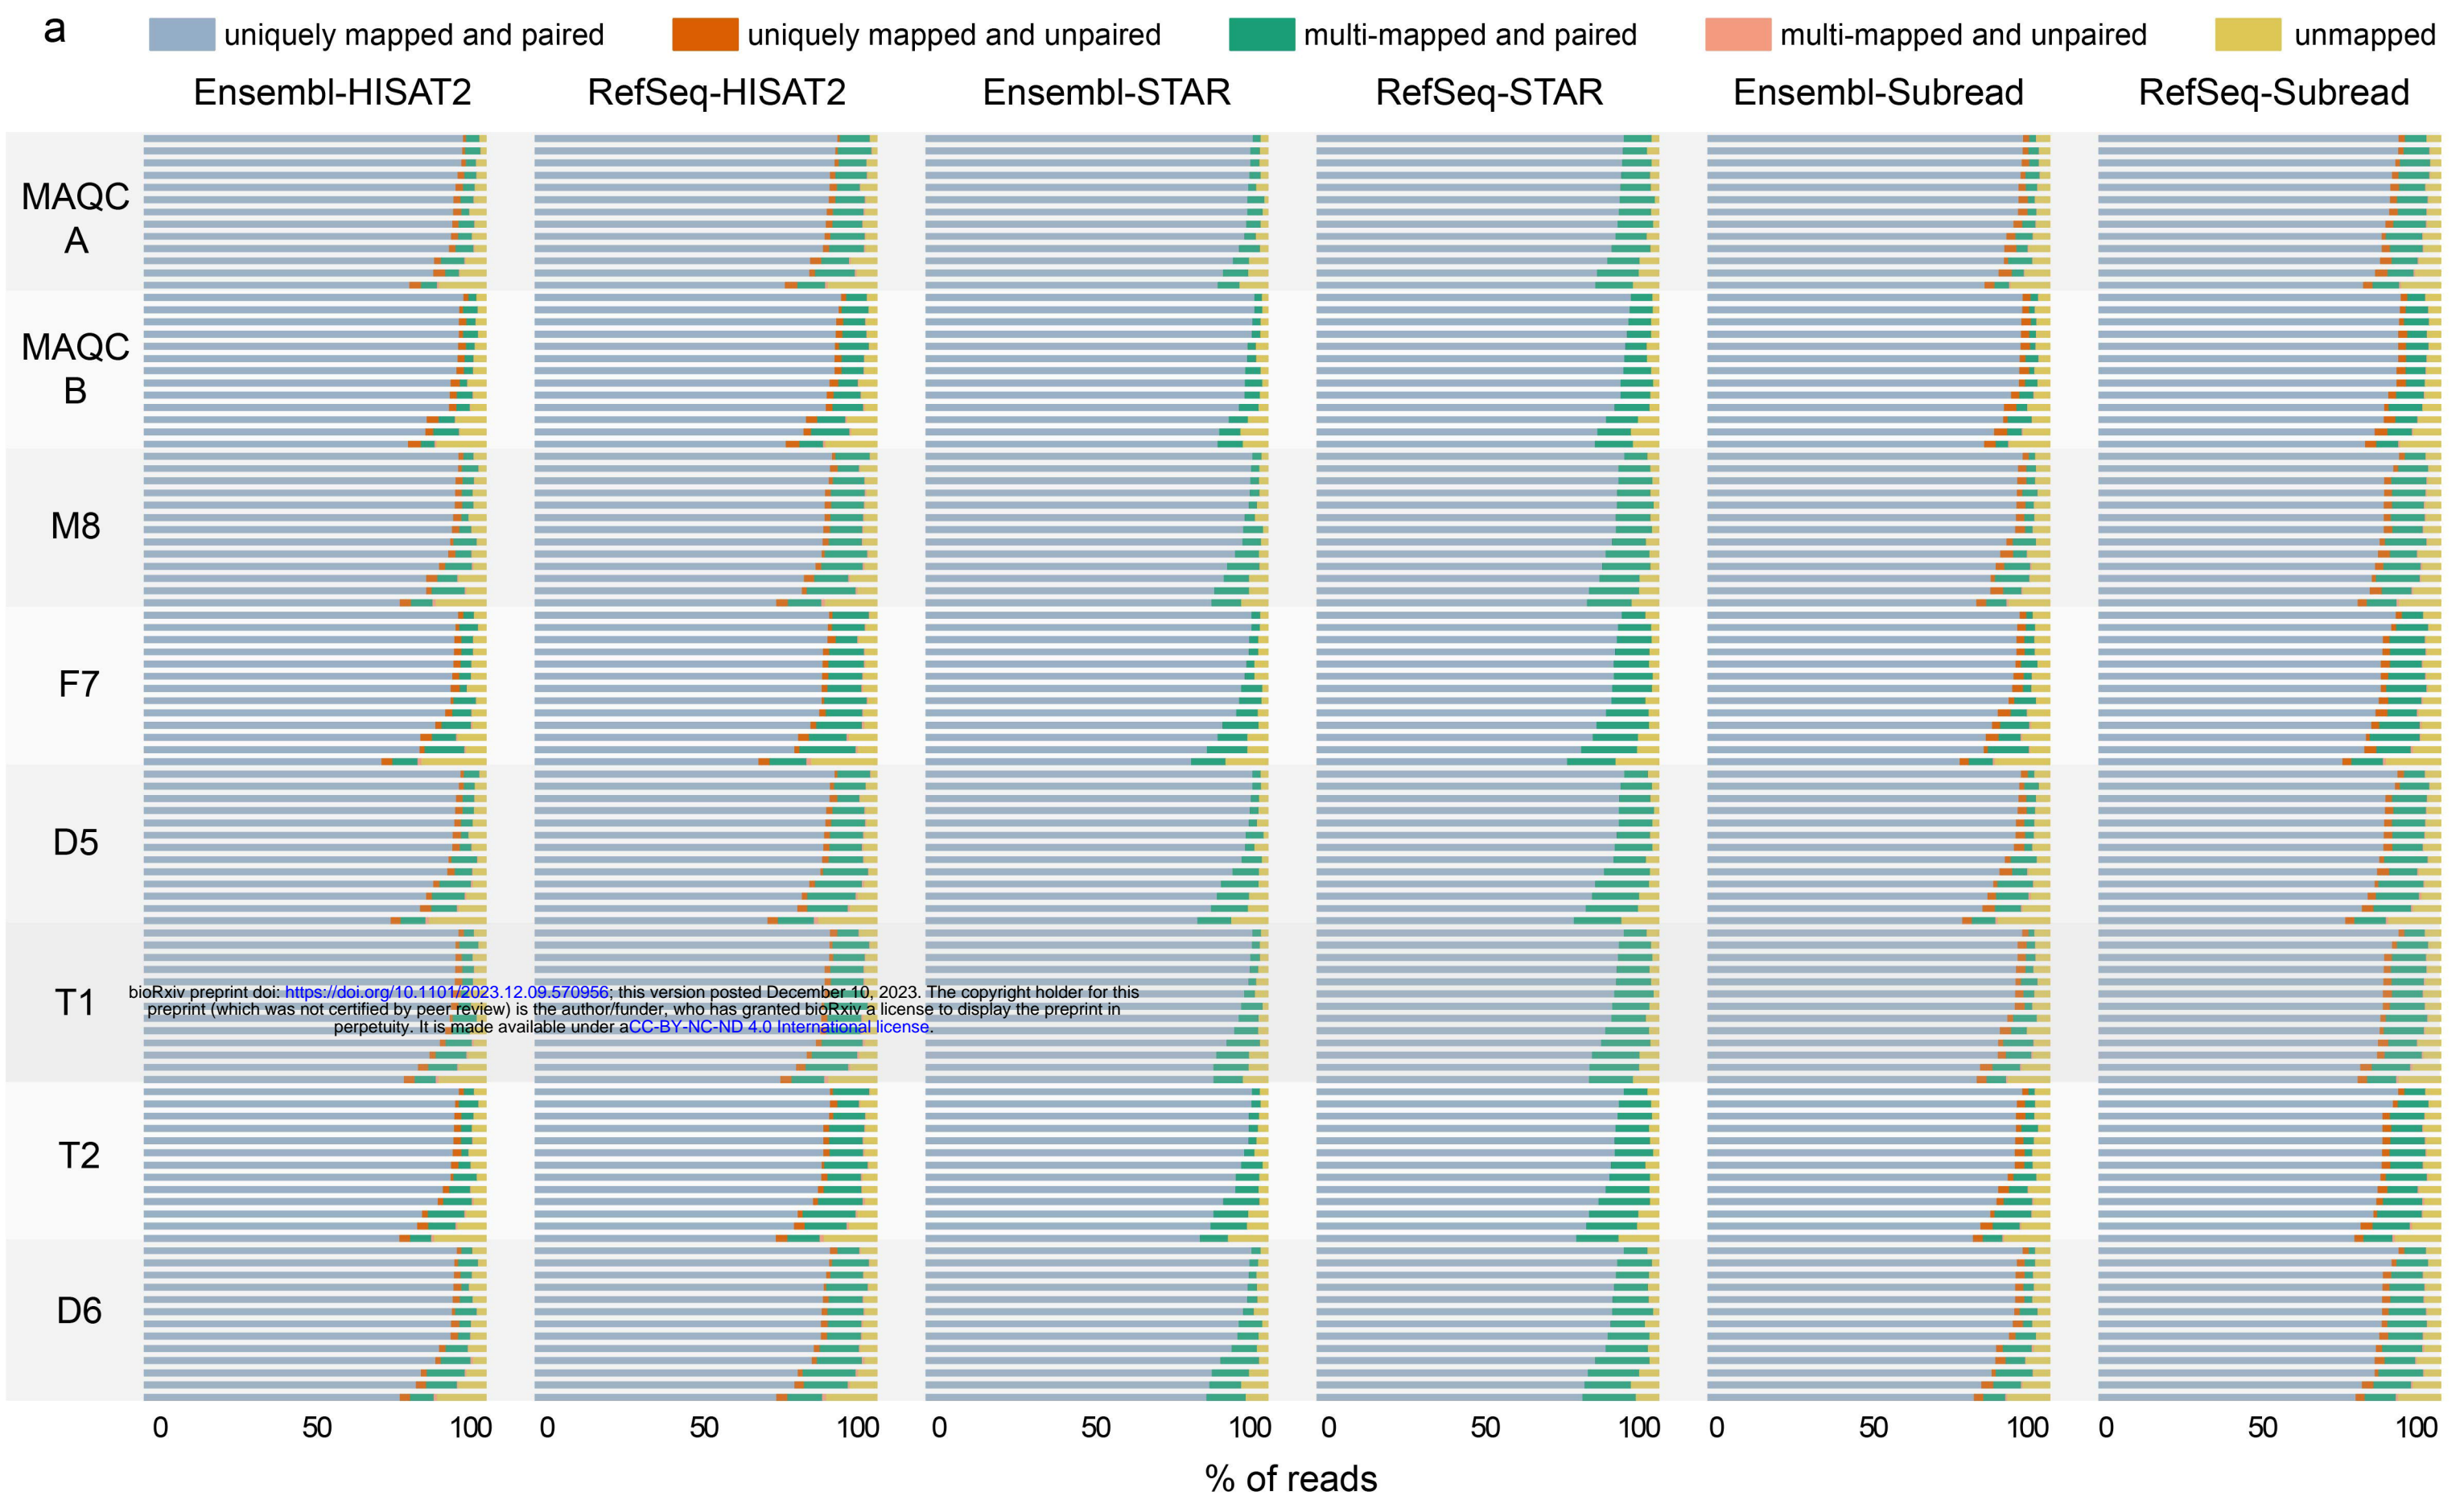 a
uniquely mapped and paired
uniquely mapped and unpaired
multi-mapped and paired
multi-mapped and unpaired
unmapped
Ensembl-HISAT2
RefSeq-HISAT2
Ensembl-STAR
RefSeq-STAR
Ensembl-Subread
RefSeq-Subread
MAQC
A
MAQC
B
M8
F7
D5
T1
bioRxiv preprint doi: https://doi.org/10.1101/2023.12.09.570956; this version posted December 10, 2023. The copyright holder for this
preprint (which was not certified by peer review) is the author/funder, who has granted bioRxiv a license to display the preprint in
perpetuity. It is made available under aCC-BY-NC-ND 4.0 International license.
T2
D6
0 50 100 0 50 100 0 50 100 0 50 100 0 50 100 0 50 100
% of reads